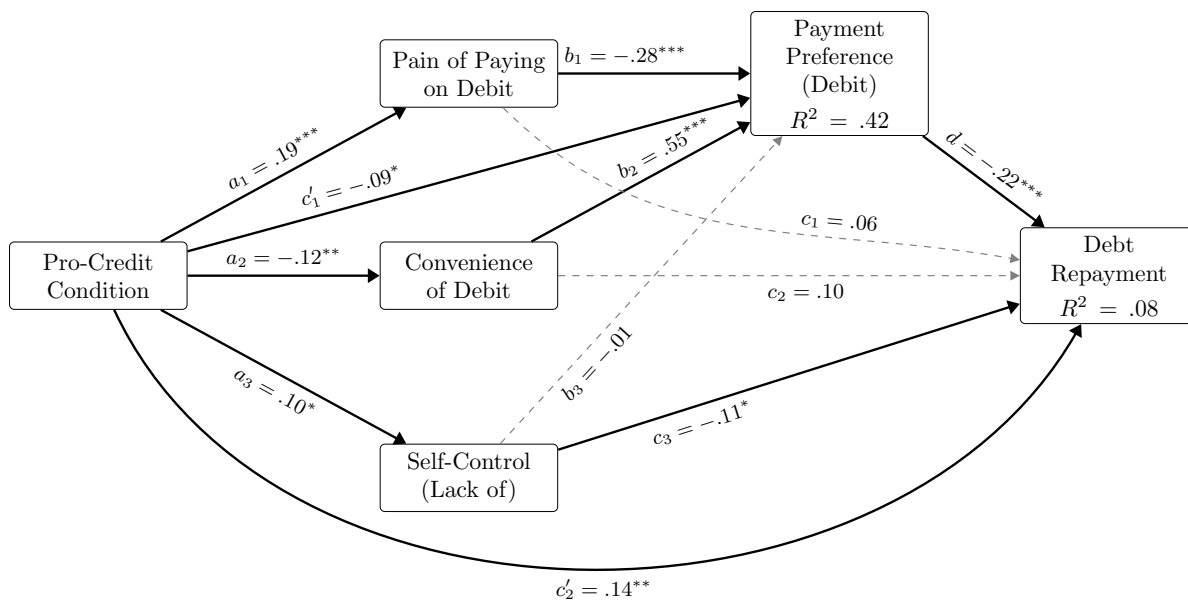 Payment
Preference
(Debit)
R² = .42
Pain of Paying
on Debit
b₁ = −.28***
a₁ = .19***
c′₁ = −.09*
b₂ = .55***
d = −.22***
c₁ = .06
Pro-Credit
Condition
a₂ = −.12**
Convenience
of Debit
c₂ = .10
Debt
Repayment
R² = .08
a₃ = .10*
b₃ = −.01
c₃ = −.11*
Self-Control
(Lack of)
c′₂ = .14**